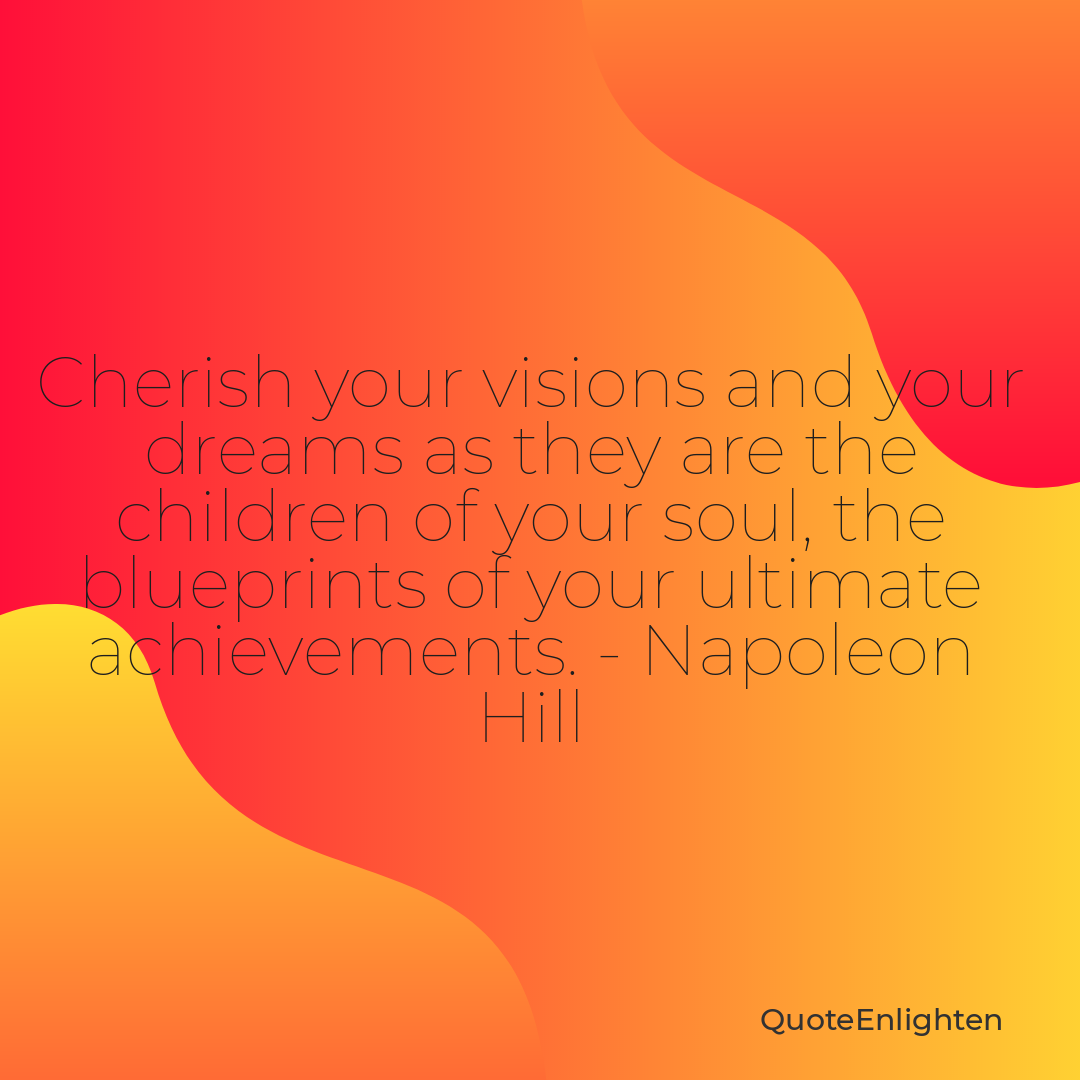 Cherish your visions and your
dreams as they are the
children of your soul, the
blueprints of your ultimate
achievements. - Napoleon
Hill
QuoteEnlighten